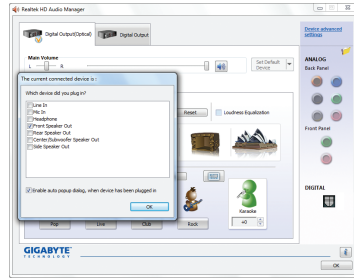 Realtek HD Audio Manager
Digital Output(Optical)
Digital Output
Device advanced settings
Main Volume
L
R
Set Default Device
ANALOG
Back Panel
The current connected device is :
Which device did you plug in?
Line In
Mic In
Headphone
Front Speaker Out
Rear Speaker Out
Center/Subwoofer Speaker Out
Side Speaker Out
Enable auto popup dialog, when device has been plugged in
OK
Reset
Loudness Equalization
Front Panel
DIGITAL
Karaoke
Pop
Live
Club
Rock
+0
GIGABYTE
TECHNOLOGY
OK